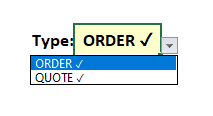 Type: ORDER ✓
ORDER ✓
QUOTE ✓